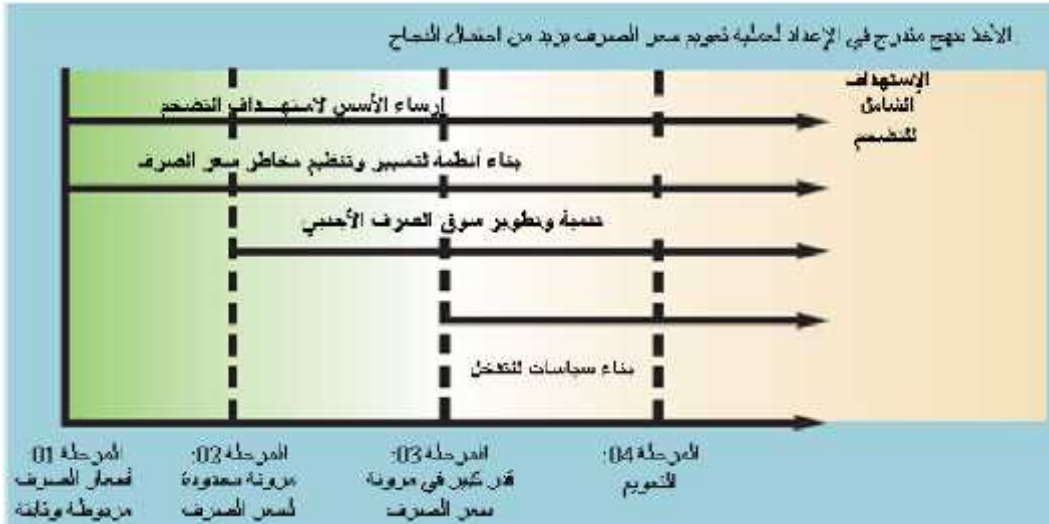 الأخذ بنهج متدرج في الإعداد لعملية تعويم سعر الصرف يزيد من احتمال النجاح
الإستهداف
الشامل
للتضخم
إرساء الأسس لاستهداف التضخم
بناء أنظمة لتسيير وتنظيم مخاطر سعر الصرف
تنمية وتطوير سوق الصرف الأجنبي
بناء سياسات للتدخل
المرحلة 01
أسعار الصرف
مربوطة وثابتة
المرحلة 02:
مرونة محدودة
لسعر الصرف
المرحلة 03:
قدر كبير في مرونة
سعر الصرف
المرحلة 04:
التعويم